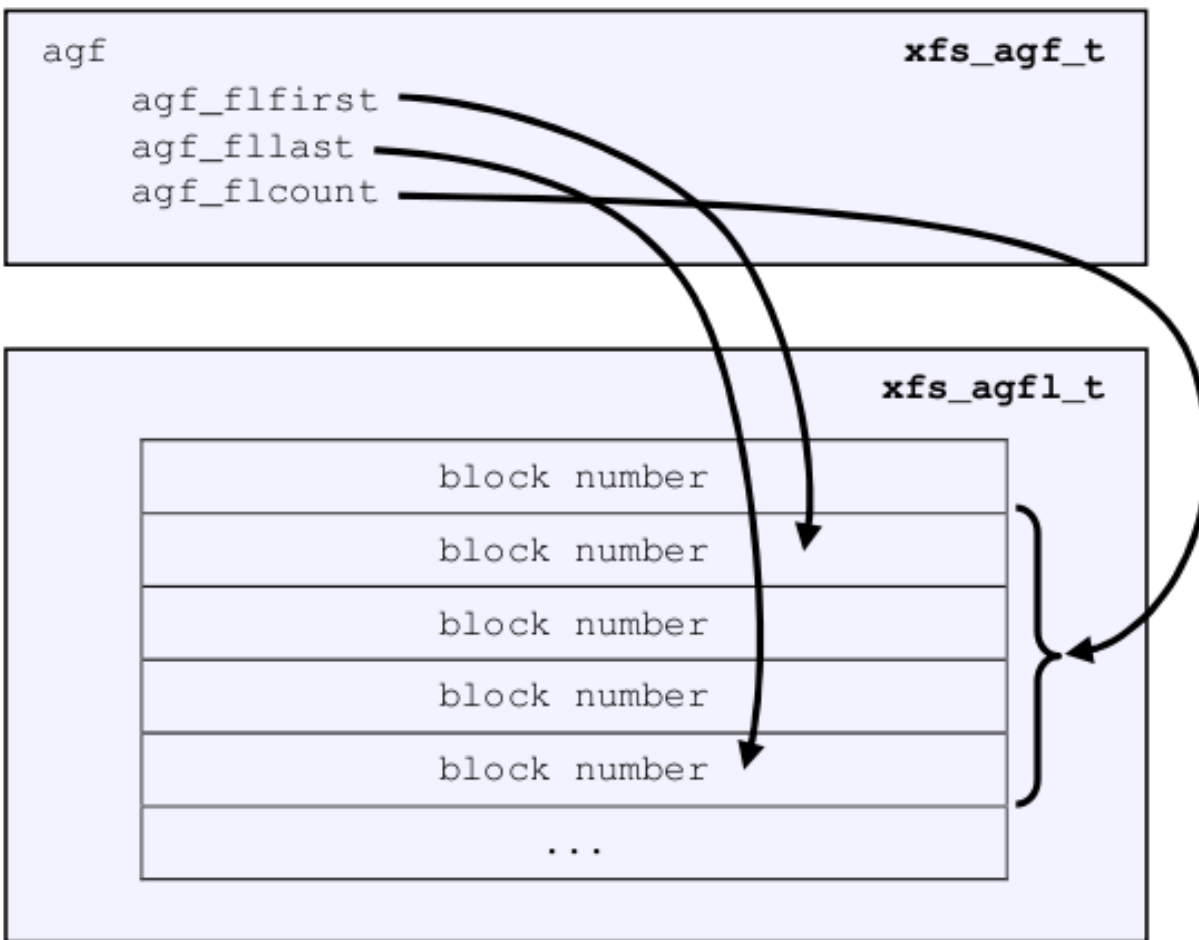 agf xfs_agf_t
agf_flfirst
agf_fllast
agf_flcount
xfs_agfl_t
block number
block number
block number
block number
block number
...